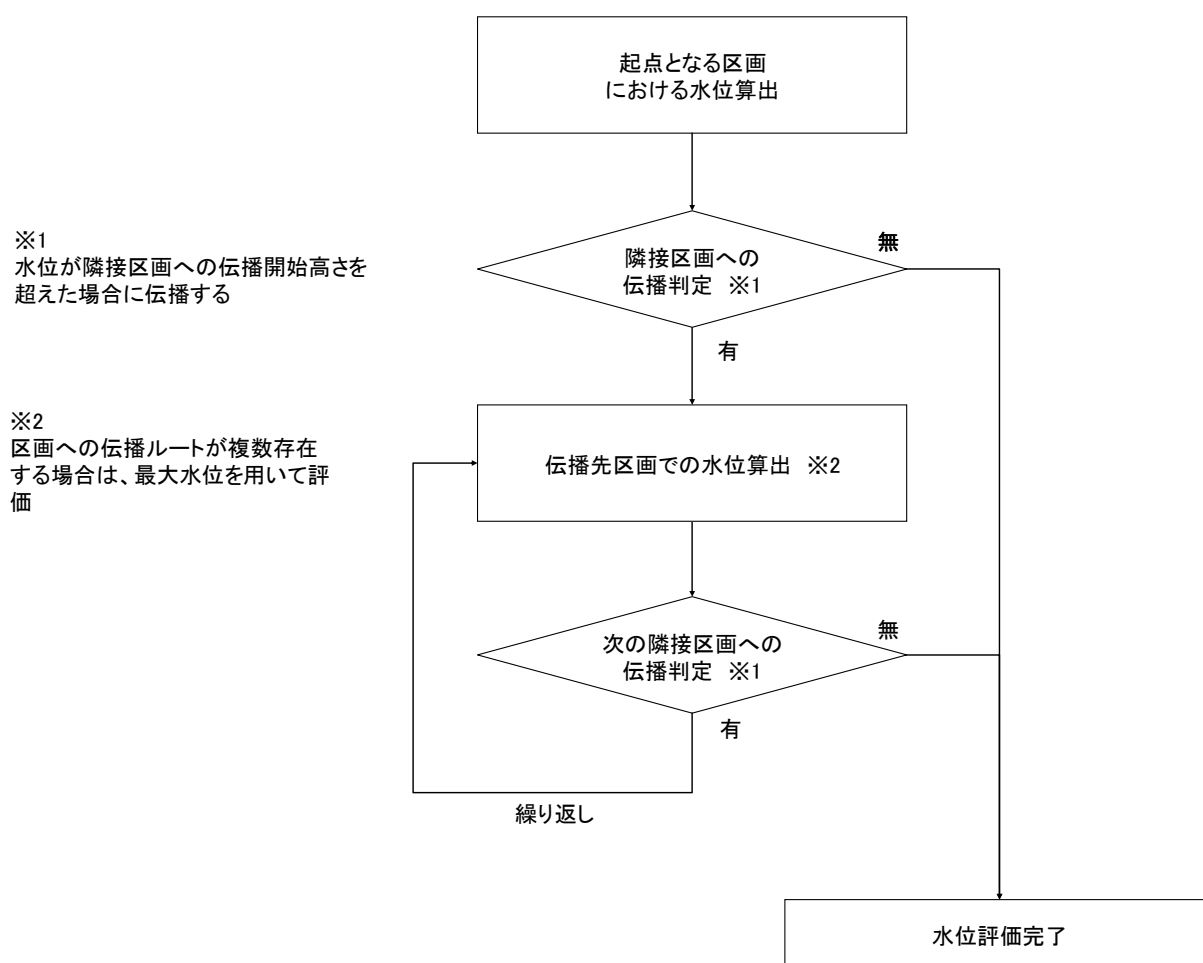 起点となる区画
における水位算出
※1
水位が隣接区画への伝播開始高さを
超えた場合に伝播する
隣接区画への
伝播判定 ※1
無
有
※2
区画への伝播ルートが複数存在
する場合は、最大水位を用いて評
価
伝播先区画での水位算出 ※2
次の隣接区画への
伝播判定 ※1
無
有
繰り返し
水位評価完了